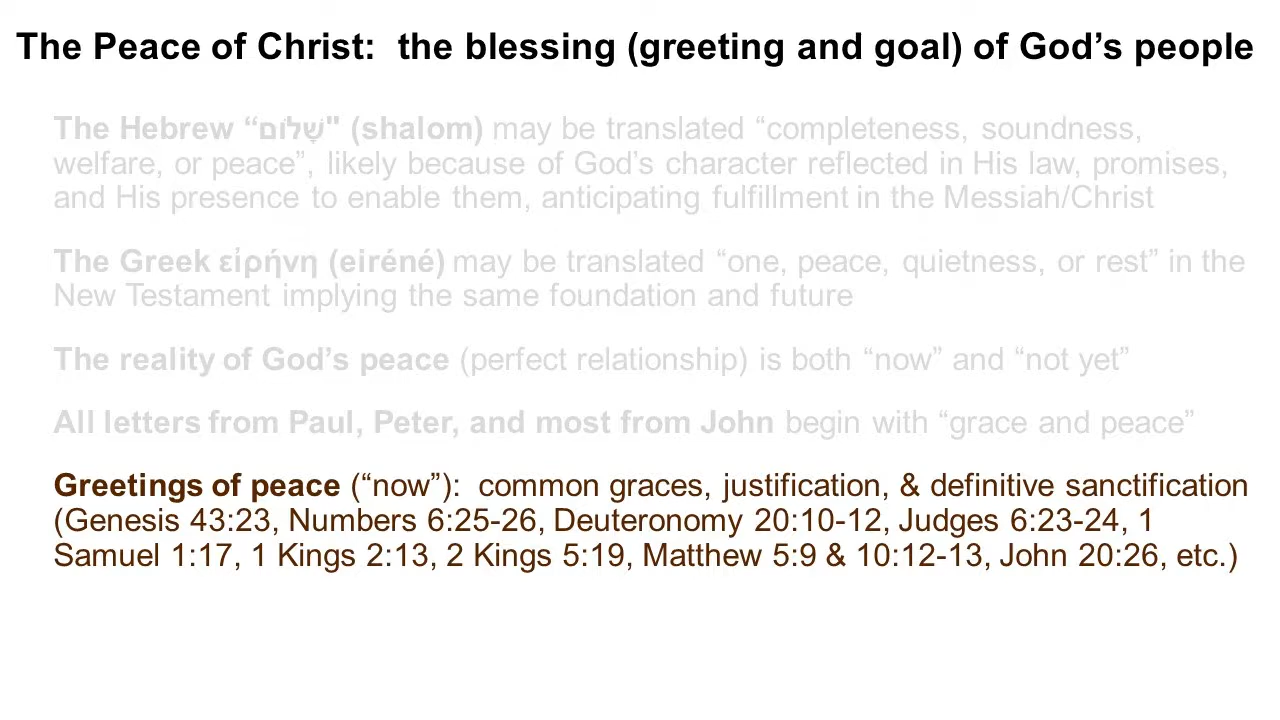 The Peace of Christ:  the blessing (greeting and goal) of God’s people
The Hebrew “שָׁלוֹם" (shalom) may be translated “completeness, soundness,
welfare, or peace”, likely because of God’s character reflected in His law, promises,
and His presence to enable them, anticipating fulfillment in the Messiah/Christ
The Greek εἰρήνη (eiréné) may be translated “one, peace, quietness, or rest” in the
New Testament implying the same foundation and future
The reality of God’s peace (perfect relationship) is both “now” and “not yet”
All letters from Paul, Peter, and most from John begin with “grace and peace”
Greetings of peace (“now”):  common graces, justification, & definitive sanctification
(Genesis 43:23, Numbers 6:25-26, Deuteronomy 20:10-12, Judges 6:23-24, 1
Samuel 1:17, 1 Kings 2:13, 2 Kings 5:19, Matthew 5:9 & 10:12-13, John 20:26, etc.)